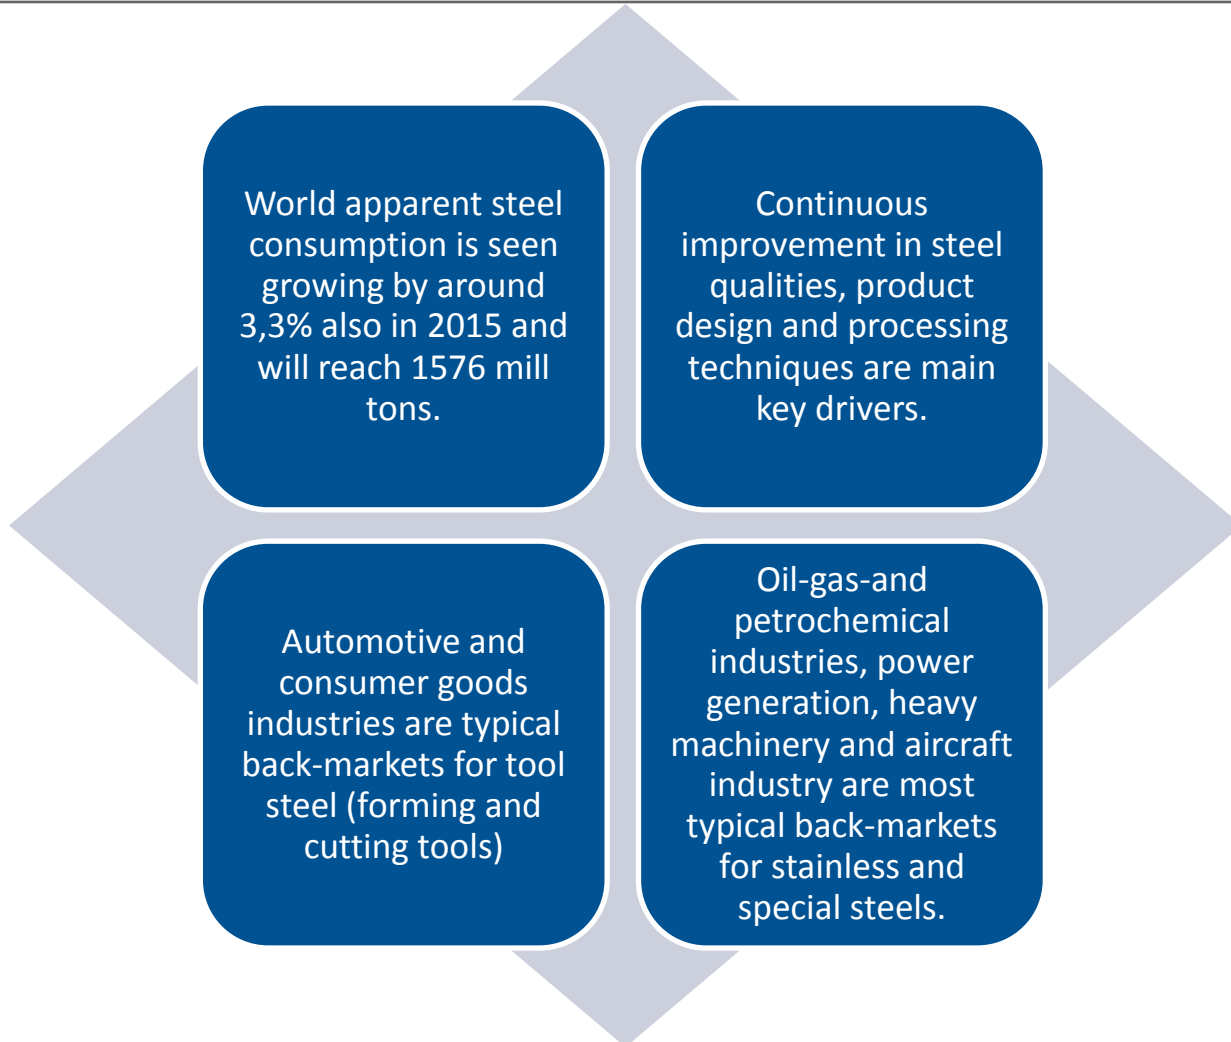 World apparent steel
consumption is seen
growing by around
3,3% also in 2015 and
will reach 1576 mill
tons.
Continuous
improvement in steel
qualities, product
design and processing
techniques are main
key drivers.
Automotive and
consumer goods
industries are typical
back-markets for tool
steel (forming and
cutting tools)
Oil-gas-and
petrochemical
industries, power
generation, heavy
machinery and aircraft
industry are most
typical back-markets
for stainless and
special steels.